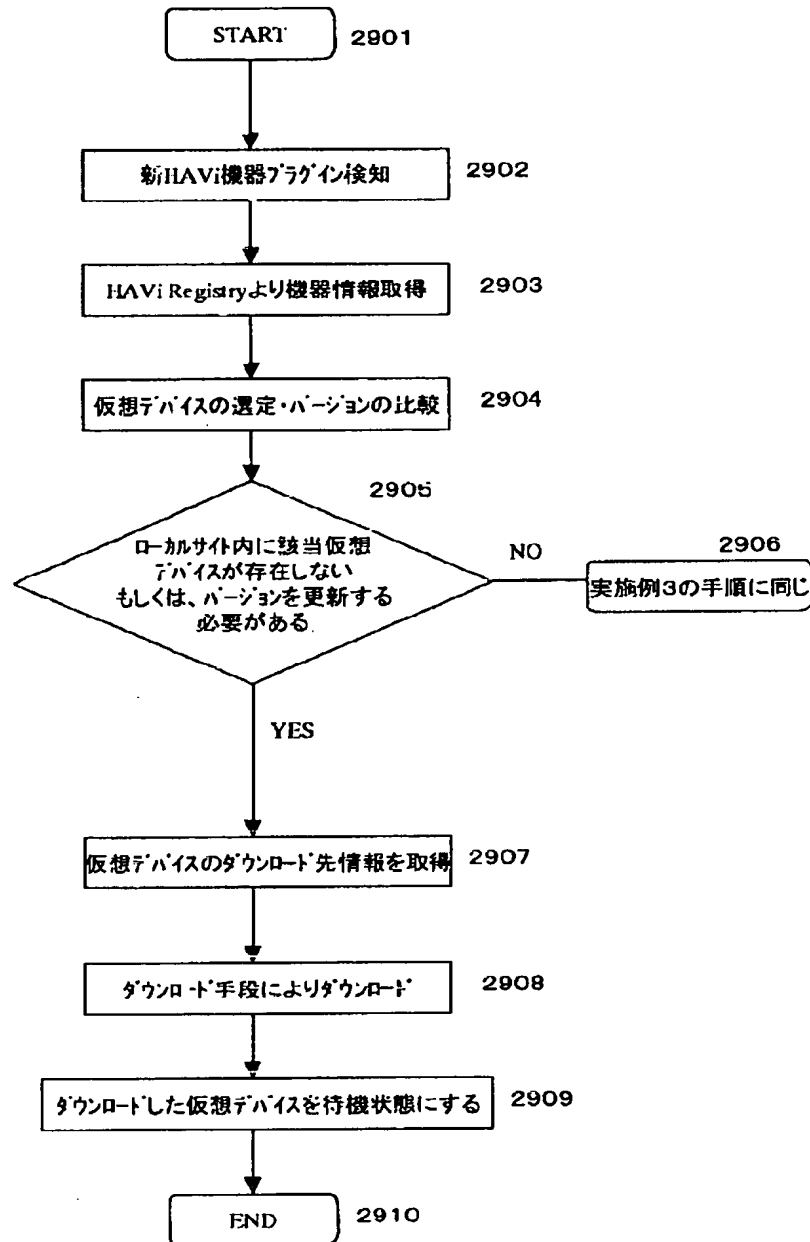 START 2901
新HAVi機器プラグイン検知 2902
HAVi Registryより機器情報取得 2903
仮想デバイスの選定・バージョンの比較 2904
2905
ローカルサイト内に該当仮想
デバイスが存在しない
もしくは、バージョンを更新する
必要がある
NO
2906
実施例3の手順に同じ
YES
仮想デバイスのダウンロード先情報を取得 2907
ダウンロード手段によりダウンロード 2908
ダウンロードした仮想デバイスを待機状態にする 2909
END 2910